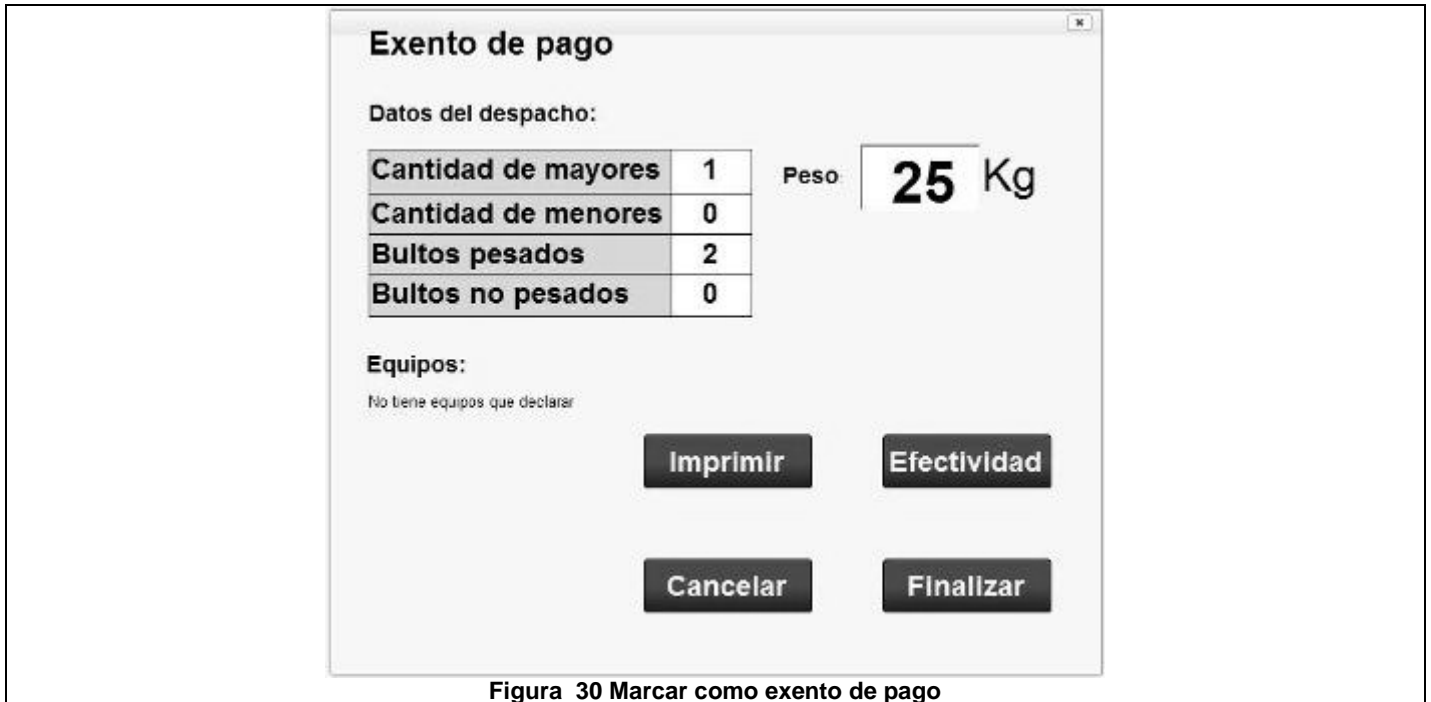 Exento de pago
Datos del despacho:
Cantidad de mayores 1
Peso: 25 Kg
Cantidad de menores 0
Bultos pesados 2
Bultos no pesados 0
Equipos:
No tiene equipos que declarar
Imprimir Efectividad
Cancelar Finalizar
Figura 30 Marcar como exento de pago